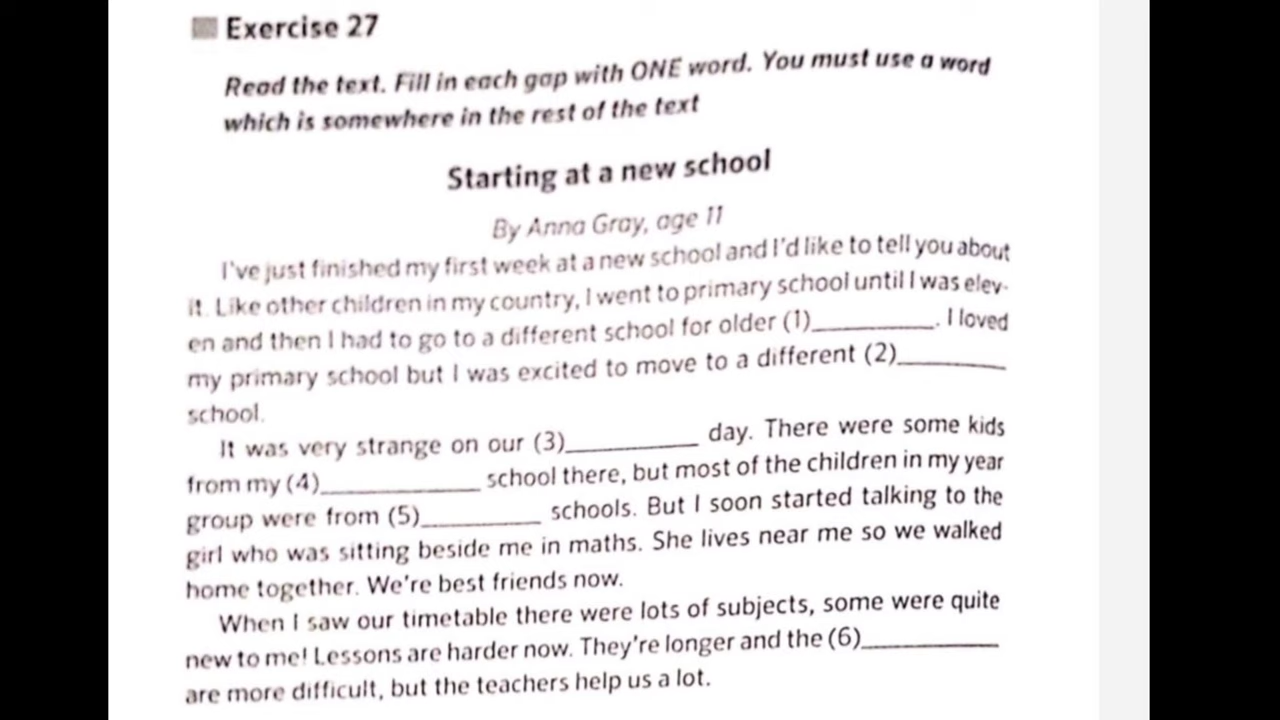 Exercise 27
Read the text. Fill in each gap with ONE word. You must use a word
which is somewhere in the rest of the text
Starting at a new school
By Anna Gray, age 11
I've just finished my first week at a new school and I'd like to tell you about
it. Like other children in my country, I went to primary school until I was elev-
en and then I had to go to a different school for older (1)__________. I loved
my primary school but I was excited to move to a different (2)__________
school.
It was very strange on our (3)__________ day. There were some kids
from my (4)__________ school there, but most of the children in my year
group were from (5)__________ schools. But I soon started talking to the
girl who was sitting beside me in maths. She lives near me so we walked
home together. We're best friends now.
When I saw our timetable there were lots of subjects, some were quite
new to me! Lessons are harder now. They're longer and the (6)__________
are more difficult, but the teachers help us a lot.